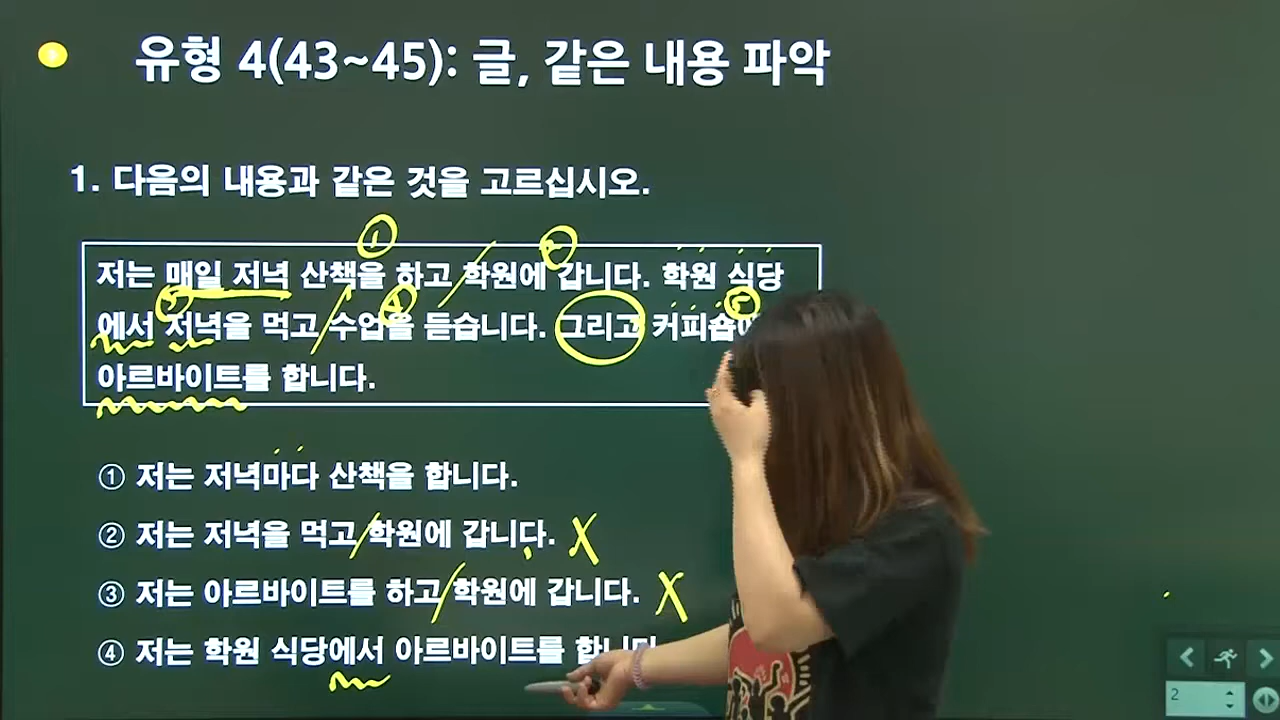 유형 4(43~45): 글, 같은 내용 파악
1. 다음의 내용과 같은 것을 고르십시오.
① ②
저는 매일 저녁 산책을 하고 학원에 갑니다. 학원 식당
③ ④ ⑤
에서 저녁을 먹고 수업을 듣습니다. 그리고 커피숍에
아르바이트를 합니다.
① 저는 저녁마다 산책을 합니다.
② 저는 저녁을 먹고 학원에 갑니다. X
③ 저는 아르바이트를 하고 학원에 갑니다. X
④ 저는 학원 식당에서 아르바이트를 합니다
2